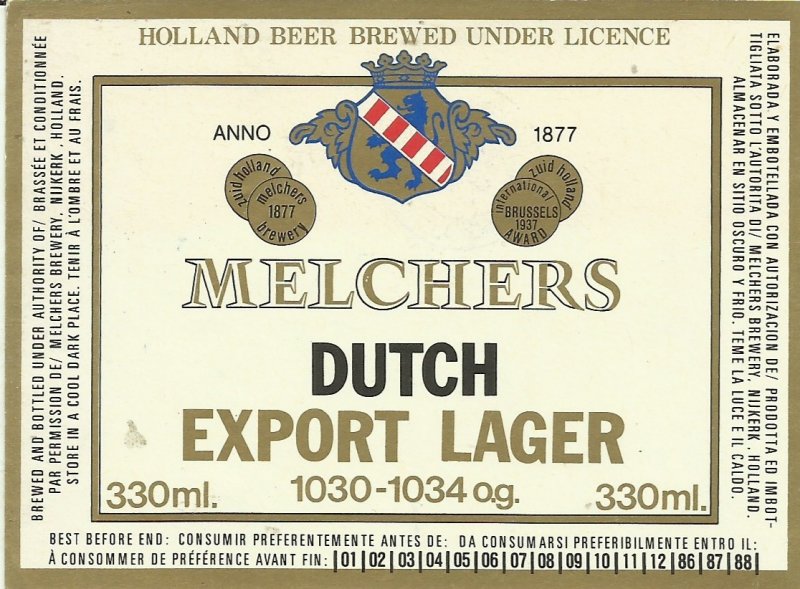 HOLLAND BEER BREWED UNDER LICENCE
ANNO 1877
zuid holland
melchers
1877
brewery
zuid holland
international
BRUSSELS
1937
AWARD
MELCHERS
DUTCH
EXPORT LAGER
330ml. 1030-1034 o.g. 330ml.
BREWED AND BOTTLED UNDER AUTHORITY OF/ BRASSÉE ET CONDITIONNÉE
PAR PERMISSION DE/ MELCHERS BREWERY, NIJKERK, HOLLAND.
STORE IN A COOL DARK PLACE. TENIR À L'OMBRE ET AU FRAIS.
ELABORADA Y EMBOTELLADA CON AUTORIZACION DE/ PRODOTTA ED IMBOT-
TIGLIATA SOTTO L'AUTORITA DI/ MELCHERS BREWERY, NIJKERK, HOLLAND.
ALMACENAR EN SITIO OSCURO Y FRIO. TEME LA LUCE E IL CALDO.
BEST BEFORE END: CONSUMIR PREFERENTEMENTE ANTES DE: DA CONSUMARSI PREFERIBILMENTE ENTRO IL:
À CONSOMMER DE PRÉFÉRENCE AVANT FIN: |01|02|03|04|05|06|07|08|09|10|11|12|86|87|88|